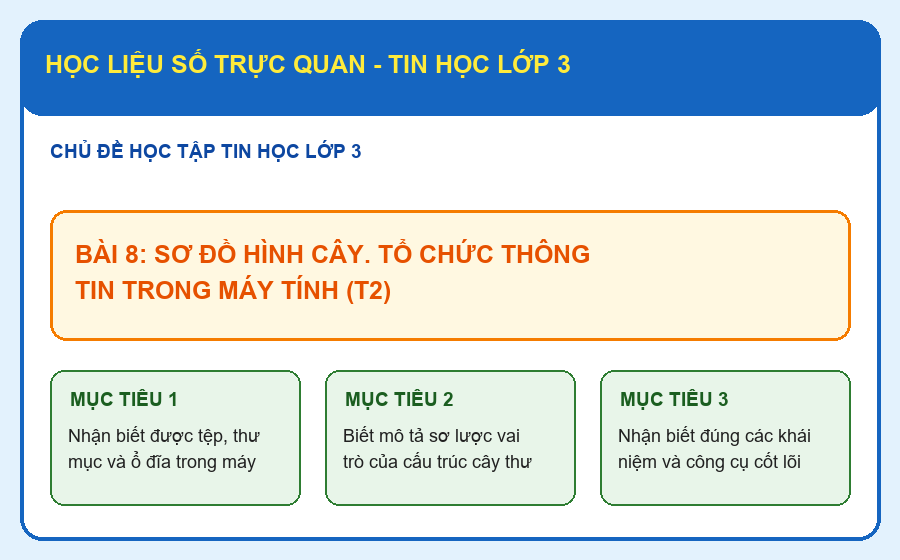 HỌC LIỆU SỐ TRỰC QUAN - TIN HỌC LỚP 3
CHỦ ĐỀ HỌC TẬP TIN HỌC LỚP 3
BÀI 8: SƠ ĐỒ HÌNH CÂY. TỔ CHỨC THÔNG
TIN TRONG MÁY TÍNH (T2)
MỤC TIÊU 1
Nhận biết được tệp, thư
mục và ổ đĩa trong máy
MỤC TIÊU 2
Biết mô tả sơ lược vai
trò của cấu trúc cây thư
MỤC TIÊU 3
Nhận biết đúng các khái
niệm và công cụ cốt lõi